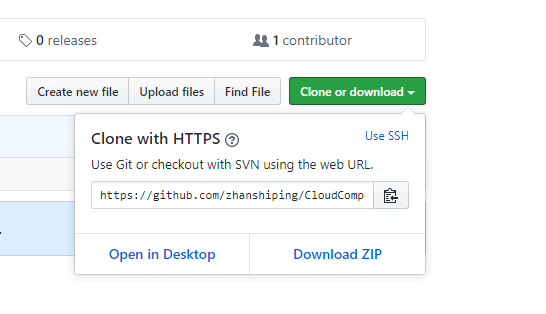 0 releases
1 contributor
Create new file
Upload files
Find File
Clone or download
Clone with HTTPS
Use SSH
Use Git or checkout with SVN using the web URL.
https://github.com/zhanshiping/CloudComp
Open in Desktop
Download ZIP